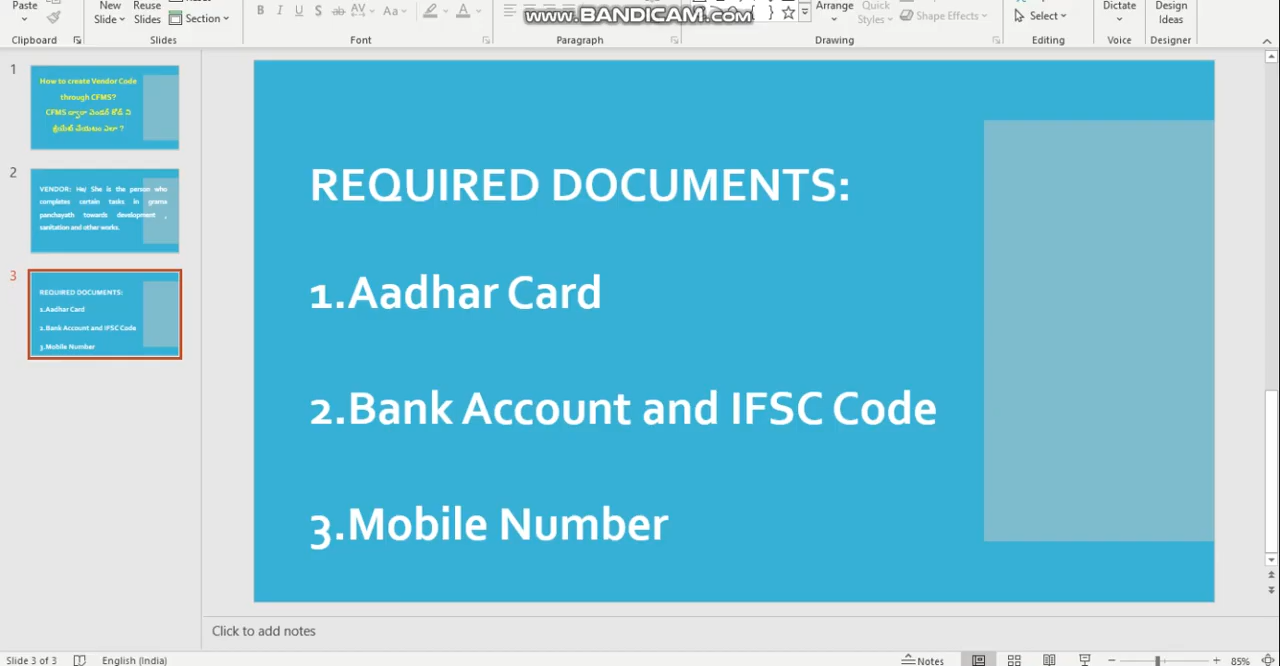 Paste
New
Slide
Reuse
Slides
Section
B I U S ab AV Aa A
www.BANDICAM.com
Arrange
Quick
Styles
Shape Effects
Select
Dictate
Design
Ideas
Clipboard
Slides
Font
Paragraph
Drawing
Editing
Voice
Designer
1
How to create Vendor Code
through CFMS?
CFMS ద్వారా వెండర్ కోడ్ ని
క్రియేట్ చేయటం ఎలా ?
2
VENDOR: He/ She is the person who
completes certain tasks in grama
panchayath towards development ,
sanitation and other works.
3
REQUIRED DOCUMENTS:
1.Aadhar Card
2.Bank Account and IFSC Code
3.Mobile Number
REQUIRED DOCUMENTS:
1.Aadhar Card
2.Bank Account and IFSC Code
3.Mobile Number
Click to add notes
Slide 3 of 3
English (India)
Notes
85%